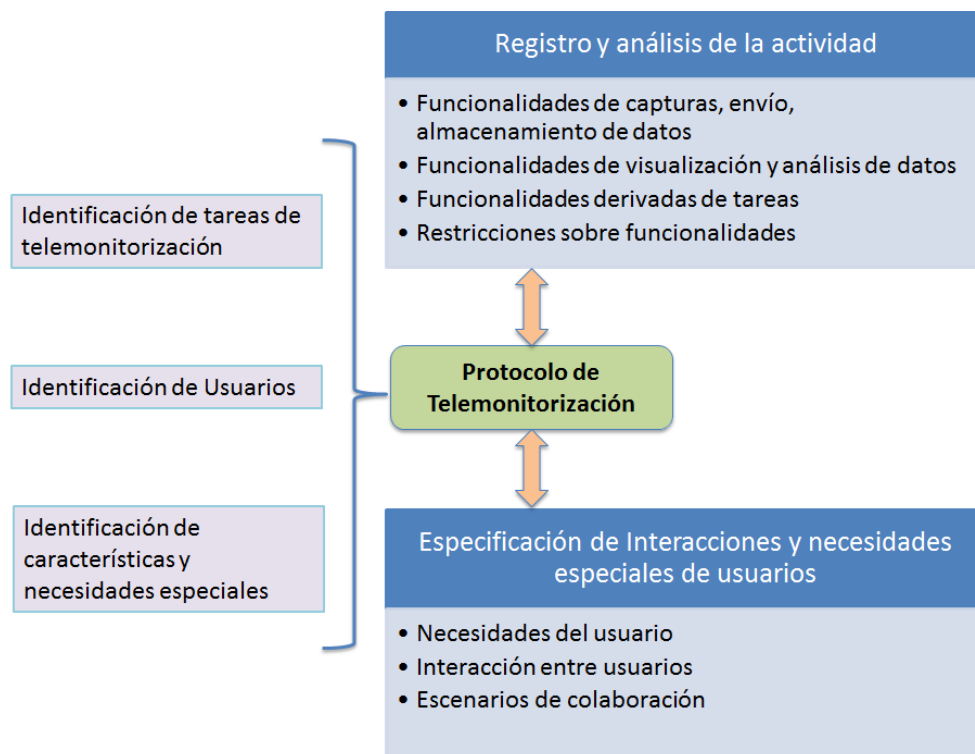 Registro y análisis de la actividad
• Funcionalidades de capturas, envío,
almacenamiento de datos
• Funcionalidades de visualización y análisis de datos
• Funcionalidades derivadas de tareas
• Restricciones sobre funcionalidades
Identificación de tareas de
telemonitorización
Identificación de Usuarios
Identificación de
características y
necesidades especiales
Protocolo de
Telemonitorización
Especificación de Interacciones y necesidades
especiales de usuarios
• Necesidades del usuario
• Interacción entre usuarios
• Escenarios de colaboración